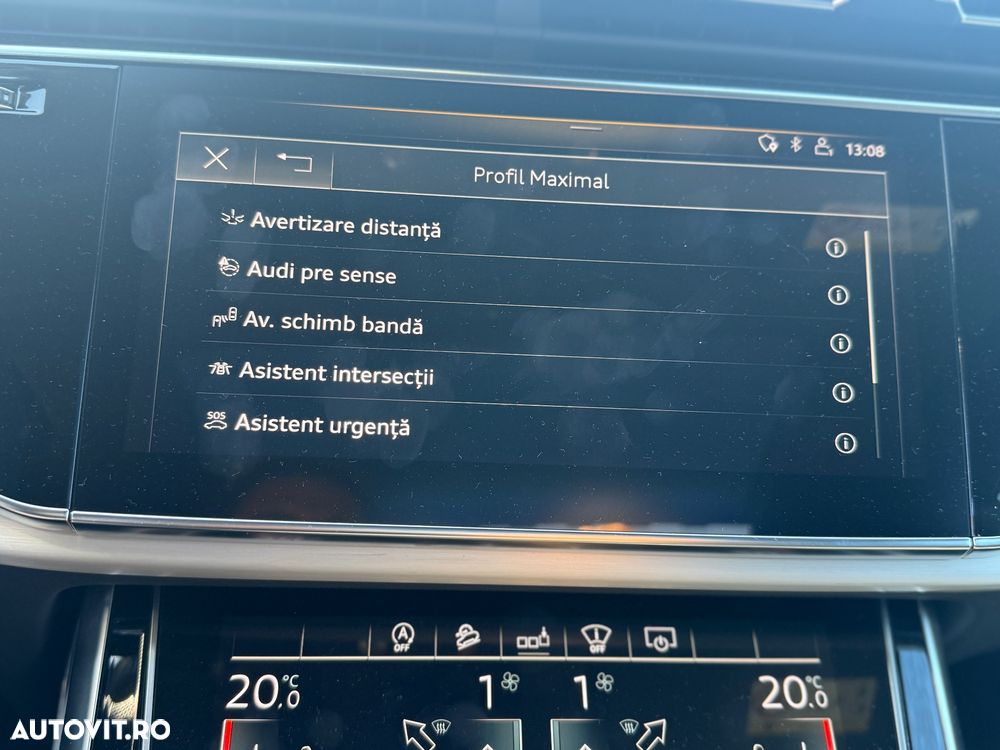 13:08
Profil Maximal
Avertizare distanță
Audi pre sense
Av. schimb bandă
Asistent intersecții
SOS Asistent urgență
A OFF OFF
20.0 °C 1 1 20.0 °C
AUTOVIT.RO